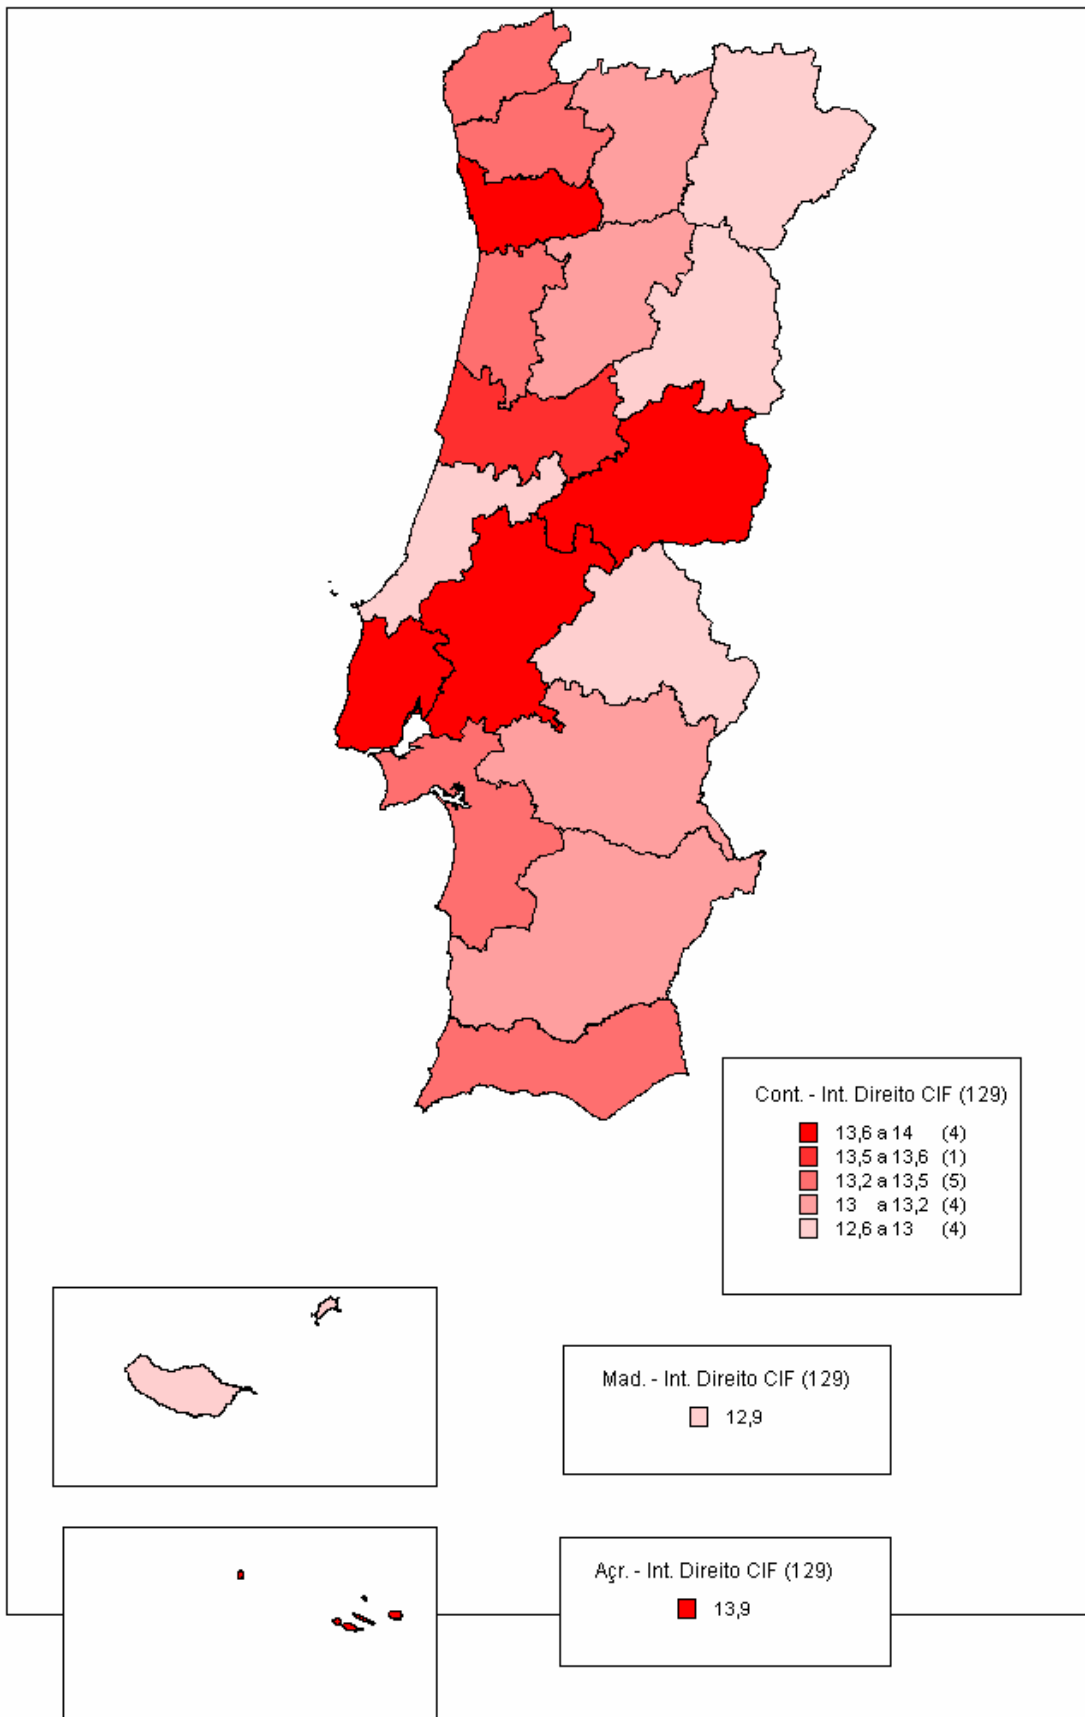 Cont. - Int. Direito CIF (129)
13,6 a 14 (4)
13,5 a 13,6 (1)
13,2 a 13,5 (5)
13 a 13,2 (4)
12,6 a 13 (4)
Mad. - Int. Direito CIF (129)
12,9
Açr. - Int. Direito CIF (129)
13,9